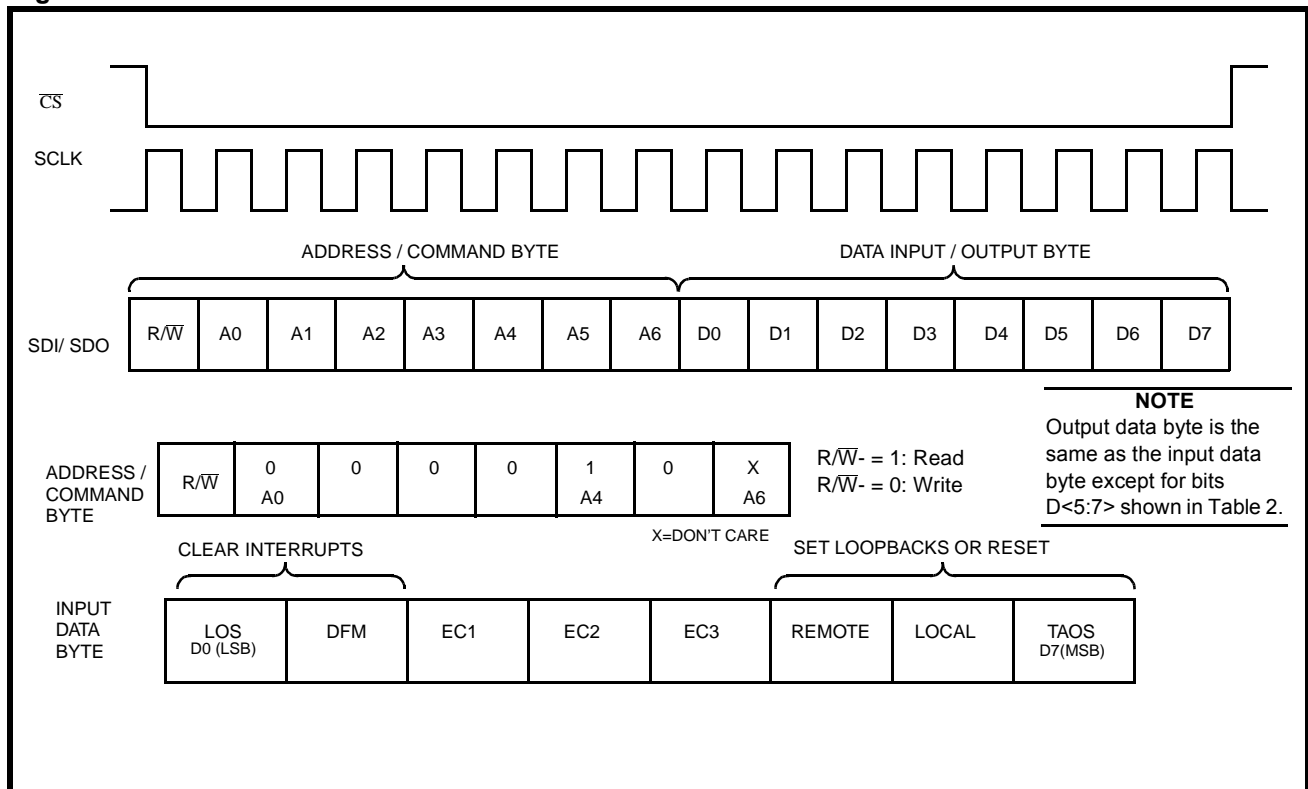 CS
SCLK
ADDRESS / COMMAND BYTE
DATA INPUT / OUTPUT BYTE
SDI/ SDO
R/W A0 A1 A2 A3 A4 A5 A6 D0 D1 D2 D3 D4 D5 D6 D7
NOTE
Output data byte is the
same as the input data
byte except for bits
D<5:7> shown in Table 2.
ADDRESS /
COMMAND
BYTE
R/W 0 0 0 0 1 0 X
A0 A4 A6
R/W- = 1: Read
R/W- = 0: Write
X=DON'T CARE
CLEAR INTERRUPTS
SET LOOPBACKS OR RESET
INPUT
DATA
BYTE
LOS DFM EC1 EC2 EC3 REMOTE LOCAL TAOS
D0 (LSB) D7(MSB)